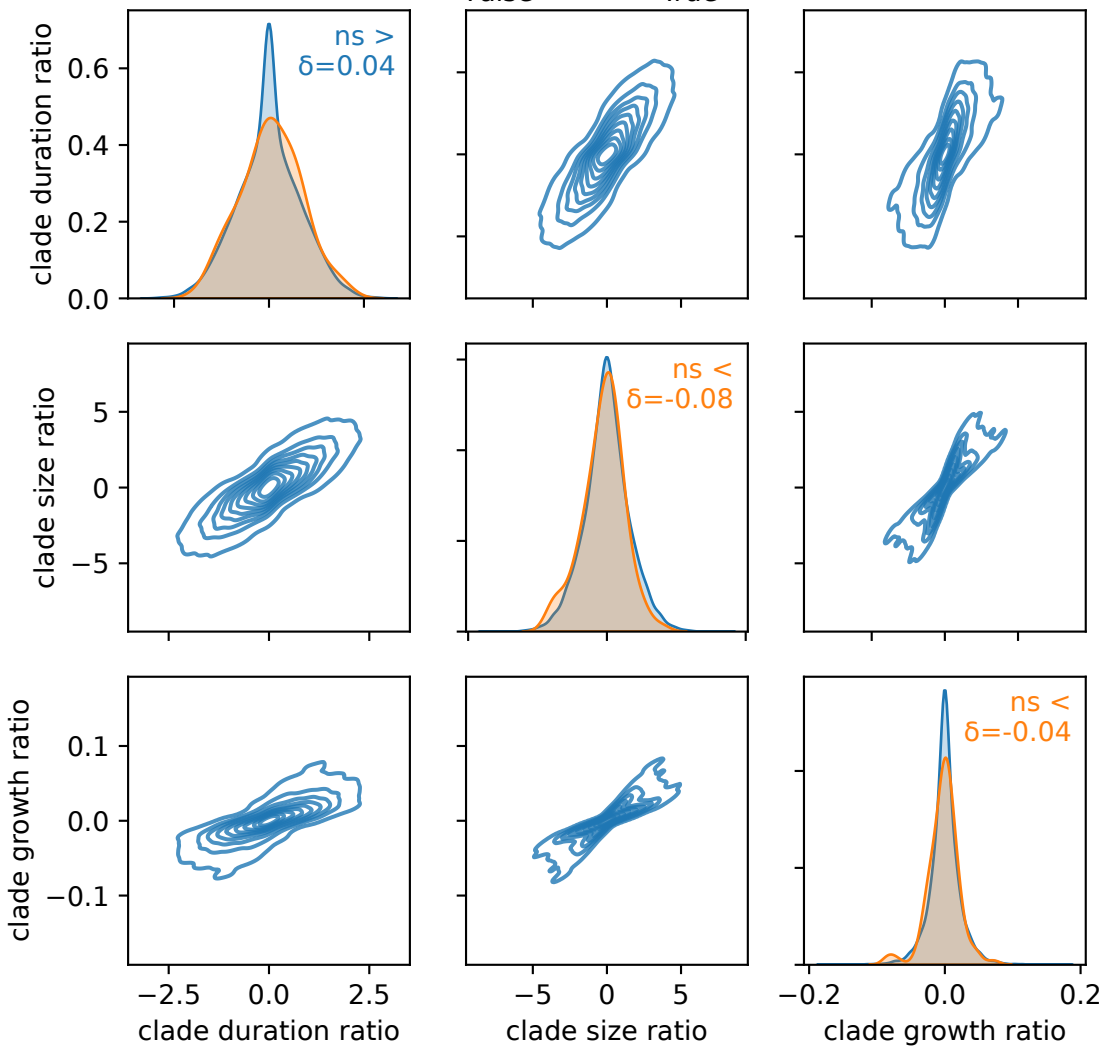 ns >
δ=0.04
clade duration ratio
0.6
0.4
0.2
0.0
ns <
δ=-0.08
clade size ratio
5
0
−5
ns <
δ=-0.04
clade growth ratio
0.1
0.0
−0.1
−2.5 0.0 2.5 −5 0 5 −0.2 0.0 0.2
clade duration ratio clade size ratio clade growth ratio